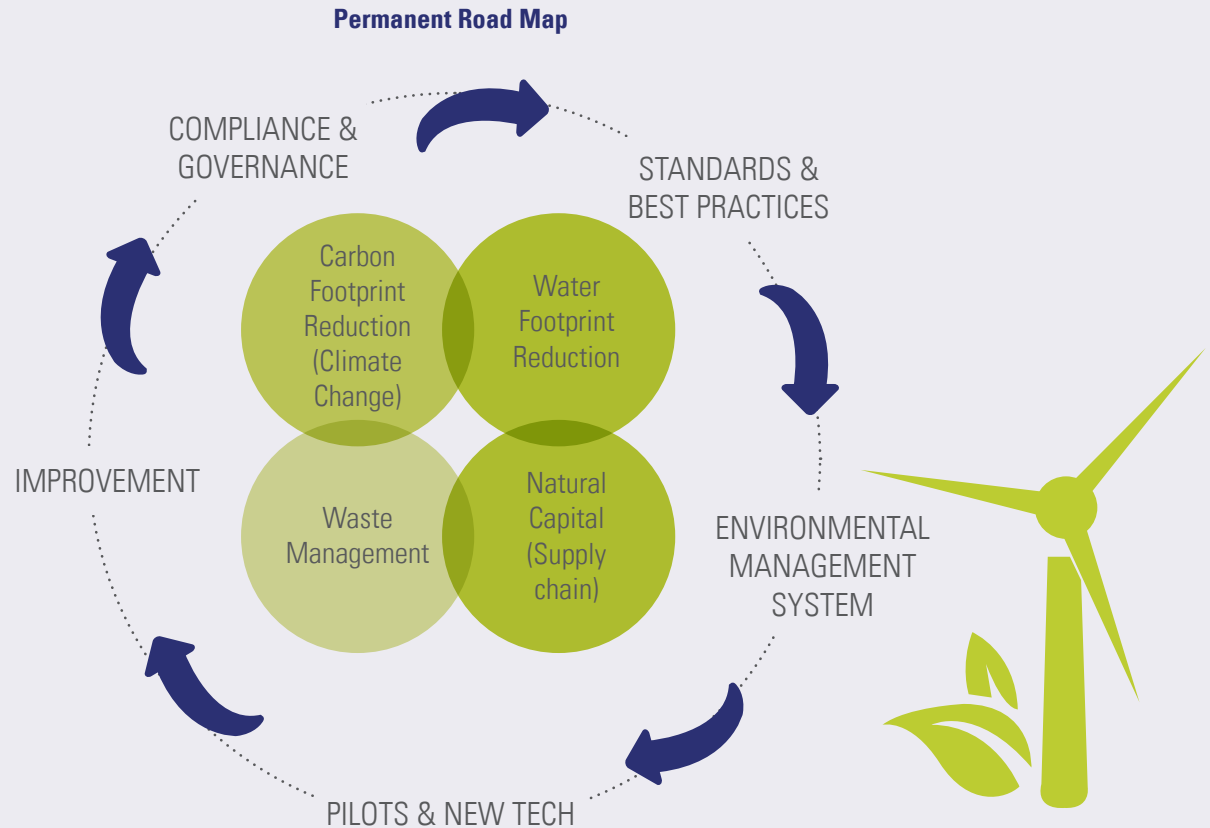 Permanent Road Map
COMPLIANCE &
GOVERNANCE
STANDARDS &
BEST PRACTICES
Carbon
Footprint
Reduction
(Climate
Change)
Water
Footprint
Reduction
IMPROVEMENT
Waste
Management
Natural
Capital
(Supply
chain)
ENVIRONMENTAL
MANAGEMENT
SYSTEM
PILOTS & NEW TECH